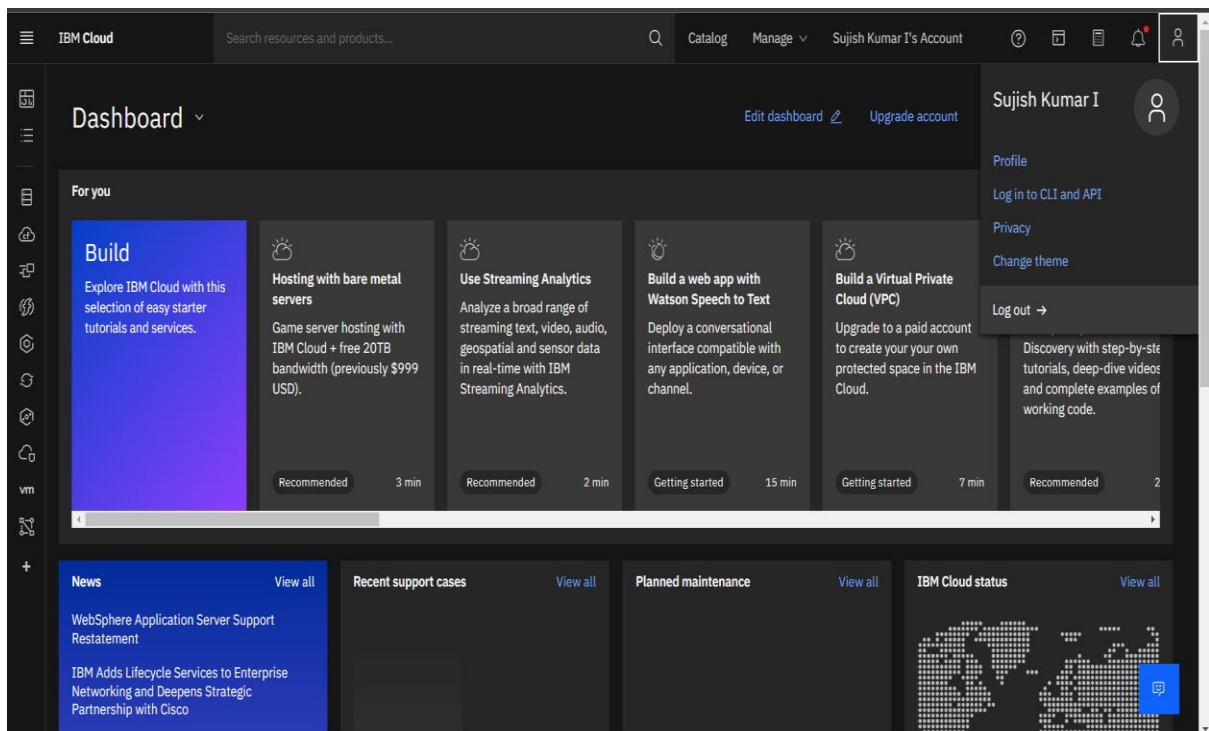 IBM Cloud
Search resources and products...
Catalog
Manage
Sujish Kumar I's Account
Sujish Kumar I
Profile
Log in to CLI and API
Privacy
Change theme
Log out →
Dashboard
Edit dashboard
Upgrade account
For you
Build
Explore IBM Cloud with this
selection of easy starter
tutorials and services.
Hosting with bare metal
servers
Game server hosting with
IBM Cloud + free 20TB
bandwidth (previously $999
USD).
Recommended 3 min
Use Streaming Analytics
Analyze a broad range of
streaming text, video, audio,
geospatial and sensor data
in real-time with IBM
Streaming Analytics.
Recommended 2 min
Build a web app with
Watson Speech to Text
Deploy a conversational
interface compatible with
any application, device, or
channel.
Getting started 15 min
Build a Virtual Private
Cloud (VPC)
Upgrade to a paid account
to create your your own
protected space in the IBM
Cloud.
Getting started 7 min
Discovery with step-by-ste
tutorials, deep-dive videos
and complete examples of
working code.
Recommended 2
vm
News View all
WebSphere Application Server Support
Restatement
IBM Adds Lifecycle Services to Enterprise
Networking and Deepens Strategic
Partnership with Cisco
Recent support cases View all
Planned maintenance View all
IBM Cloud status View all